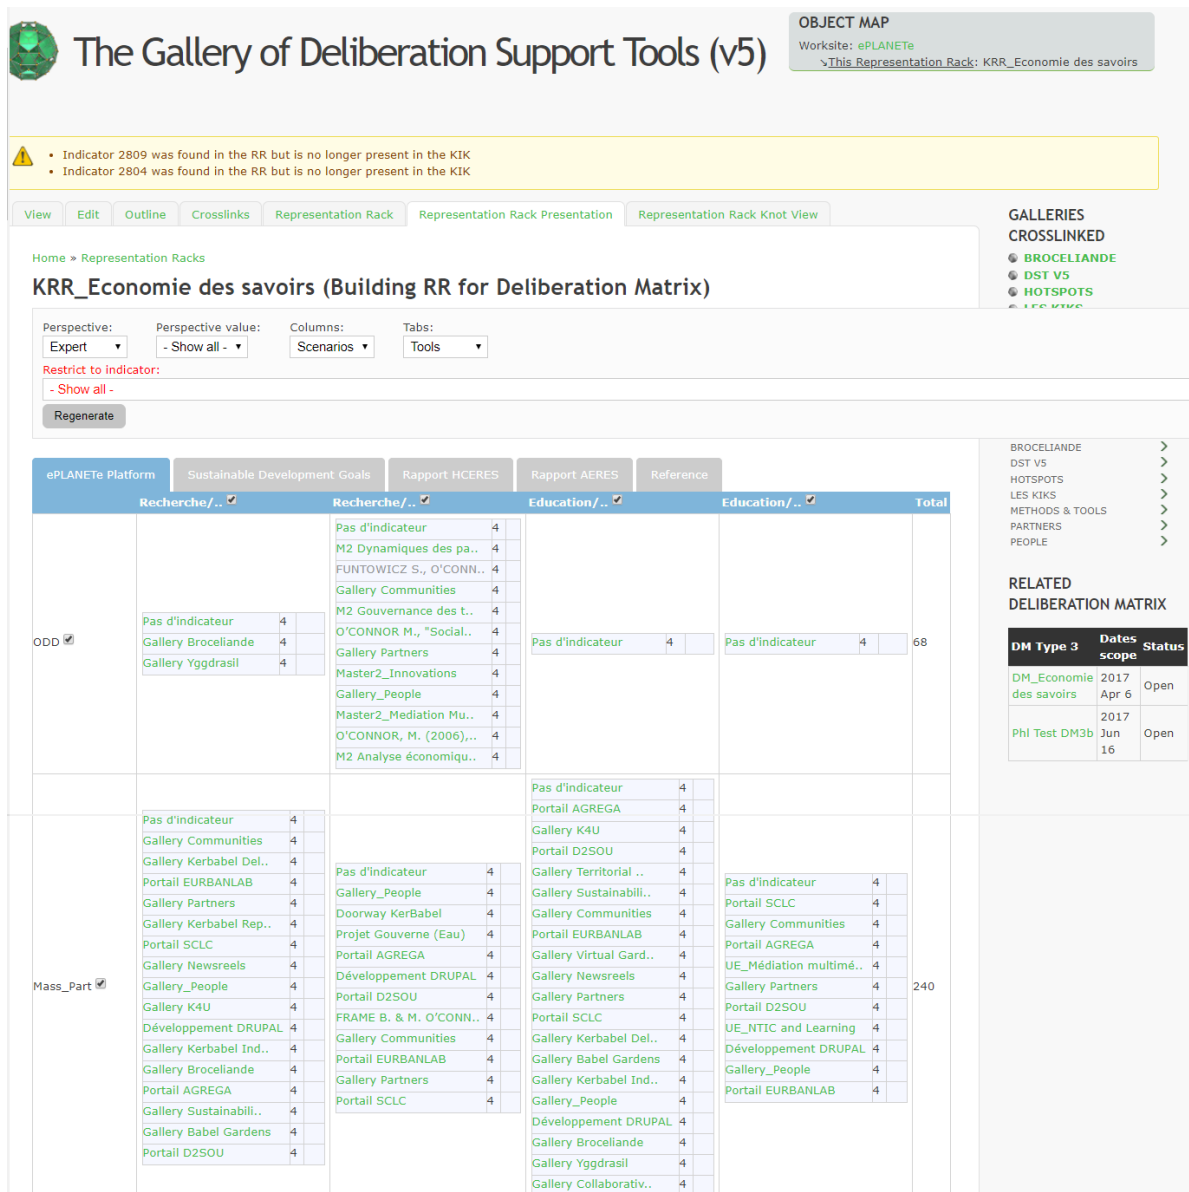 The Gallery of Deliberation Support Tools (v5)
OBJECT MAP
Worksite: ePLANETe
↘This Representation Rack: KRR_Economie des savoirs
Indicator 2809 was found in the RR but is no longer present in the KIK
Indicator 2804 was found in the RR but is no longer present in the KIK
View Edit Outline Crosslinks Representation Rack Representation Rack Presentation Representation Rack Knot View
Home » Representation Racks
KRR_Economie des savoirs (Building RR for Deliberation Matrix)
Perspective: Perspective value: Columns: Tabs:
Expert - Show all - Scenarios Tools
Restrict to indicator:
- Show all -
Regenerate
GALLERIES
CROSSLINKED
BROCELIANDE
DST V5
HOTSPOTS
LES KIKS
BROCELIANDE
DST V5
HOTSPOTS
LES KIKS
METHODS & TOOLS
PARTNERS
PEOPLE
RELATED
DELIBERATION MATRIX
DM Type 3 Dates scope Status
DM_Economie des savoirs 2017 Apr 6 Open
Phl Test DM3b 2017 Jun 16 Open
ePLANETe Platform Sustainable Development Goals Rapport HCERES Rapport AERES Reference
Recherche/.. Recherche/.. Education/.. Education/.. Total
ODD
Pas d'indicateur 4
Gallery Broceliande 4
Gallery Yggdrasil 4
Pas d'indicateur 4
M2 Dynamiques des pa.. 4
FUNTOWICZ S., O'CONN.. 4
Gallery Communities 4
M2 Gouvernance des t.. 4
O'CONNOR M., "Social.. 4
Gallery Partners 4
Master2_Innovations 4
Gallery_People 4
Master2_Mediation Mu.. 4
O'CONNOR, M. (2006),.. 4
M2 Analyse économiqu.. 4
Pas d'indicateur 4
Pas d'indicateur 4
68
Mass_Part
Pas d'indicateur 4
Gallery Communities 4
Gallery Kerbabel Del.. 4
Portail EURBANLAB 4
Gallery Partners 4
Gallery Kerbabel Rep.. 4
Portail SCLC 4
Gallery Newsreels 4
Gallery_People 4
Gallery K4U 4
Développement DRUPAL 4
Gallery Kerbabel Ind.. 4
Gallery Broceliande 4
Portail AGREGA 4
Gallery Sustainabili.. 4
Gallery Babel Gardens 4
Portail D2SOU 4
Pas d'indicateur 4
Gallery_People 4
Doorway KerBabel 4
Projet Gouverne (Eau) 4
Portail AGREGA 4
Développement DRUPAL 4
Portail D2SOU 4
FRAME B. & M. O'CONN.. 4
Gallery Communities 4
Portail EURBANLAB 4
Gallery Partners 4
Portail SCLC 4
Pas d'indicateur 4
Portail AGREGA 4
Gallery K4U 4
Portail D2SOU 4
Gallery Territorial .. 4
Gallery Sustainabili.. 4
Gallery Communities 4
Portail EURBANLAB 4
Gallery Virtual Gard.. 4
Gallery Newsreels 4
Gallery Partners 4
Portail SCLC 4
Gallery Kerbabel Del.. 4
Gallery Babel Gardens 4
Gallery Kerbabel Ind.. 4
Gallery_People 4
Développement DRUPAL 4
Gallery Broceliande 4
Gallery Yggdrasil 4
Gallery Collaborativ.. 4
Pas d'indicateur 4
Portail SCLC 4
Gallery Communities 4
Portail AGREGA 4
UE_Médiation multimé.. 4
Gallery Partners 4
Portail D2SOU 4
UE_NTIC and Learning 4
Développement DRUPAL 4
Gallery_People 4
Portail EURBANLAB 4
240